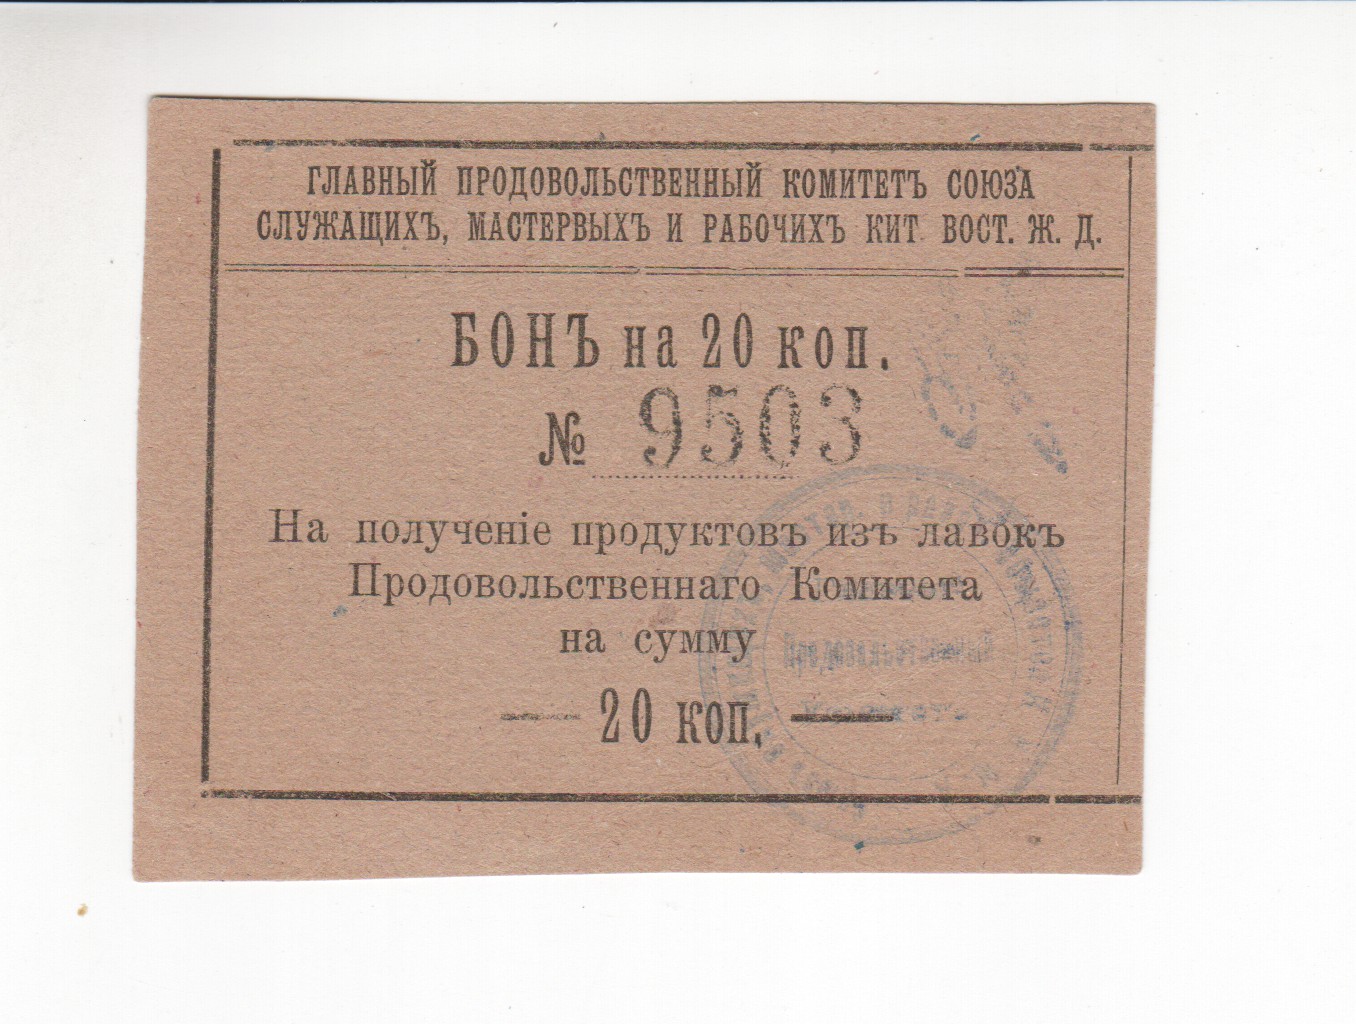 ГЛАВНЫЙ ПРОДОВОЛЬСТВЕННЫЙ КОМИТЕТЪ СОЮЗА
СЛУЖАЩИХЪ, МАСТЕРВЫХЪ И РАБОЧИХЪ КИТ ВОСТ. Ж. Д.
БОНЪ на 20 коп.
№ 9503
На полученіе продуктовъ изъ лавокъ
Продовольственнаго Комитета
на сумму
— 20 коп. —